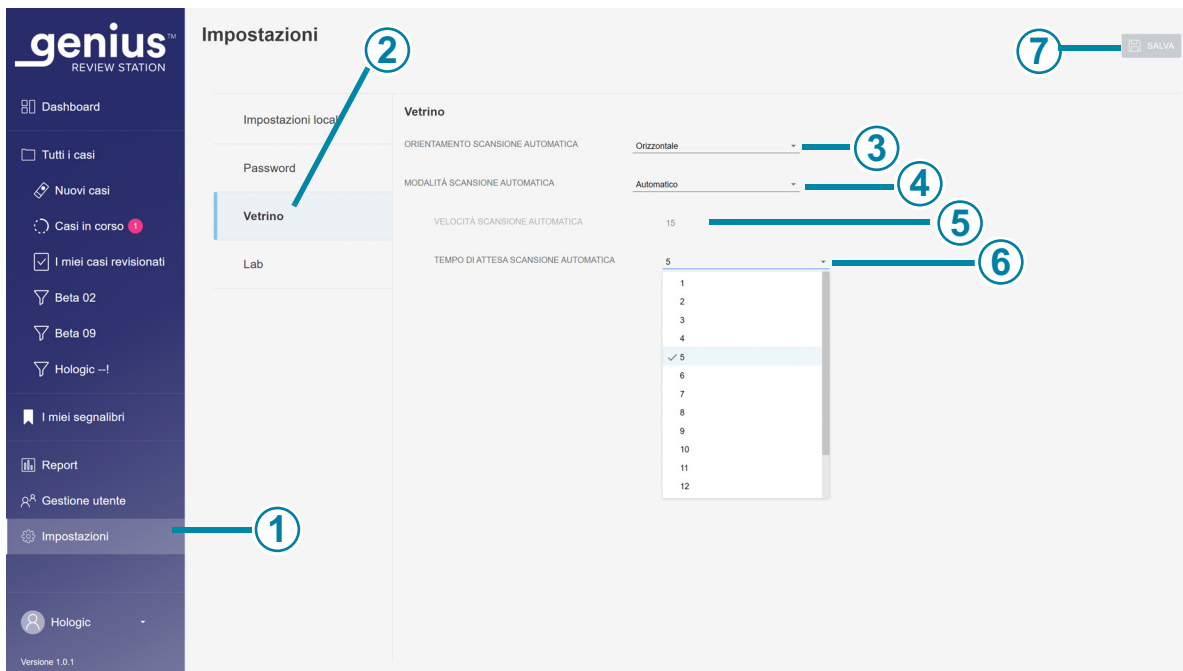 genius™
REVIEW STATION
Dashboard
Tutti i casi
Nuovi casi
Casi in corso 1
I miei casi revisionati
Beta 02
Beta 09
Hologic --!
I miei segnalibri
Report
Gestione utente
Impostazioni
Hologic
Versione 1.0.1
1
Impostazioni
2
7
SALVA
Impostazioni local
Password
Vetrino
Lab
Vetrino
ORIENTAMENTO SCANSIONE AUTOMATICA
Orizzontale
3
MODALITÀ SCANSIONE AUTOMATICA
Automatico
4
VELOCITÀ SCANSIONE AUTOMATICA
15
5
TEMPO DI ATTESA SCANSIONE AUTOMATICA
5
6
1
2
3
4
5
6
7
8
9
10
11
12